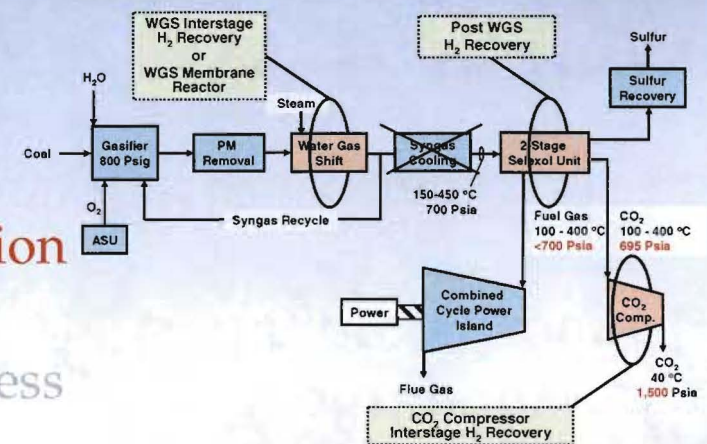 WGS Interstage
H2 Recovery
or
WGS Membrane
Reactor
Post WGS
H2 Recovery
Sulfur
Sulfur
Recovery
H2O
Steam
Coal
Gasifier
800 Psig
PM
Removal
Water Gas
Shift
Syngas
Cooling
2-Stage
Selexol Unit
150-450 °C
700 Psia
O2
Syngas Recycle
ASU
Fuel Gas
100 - 400 °C
<700 Psia
CO2
100 - 400 °C
695 Psia
ion
Power
Combined
Cycle Power
Island
CO2
Comp.
ess
Flue Gas
CO2
40 °C
1,500 Psia
CO2 Compressor
Interstage H2 Recovery